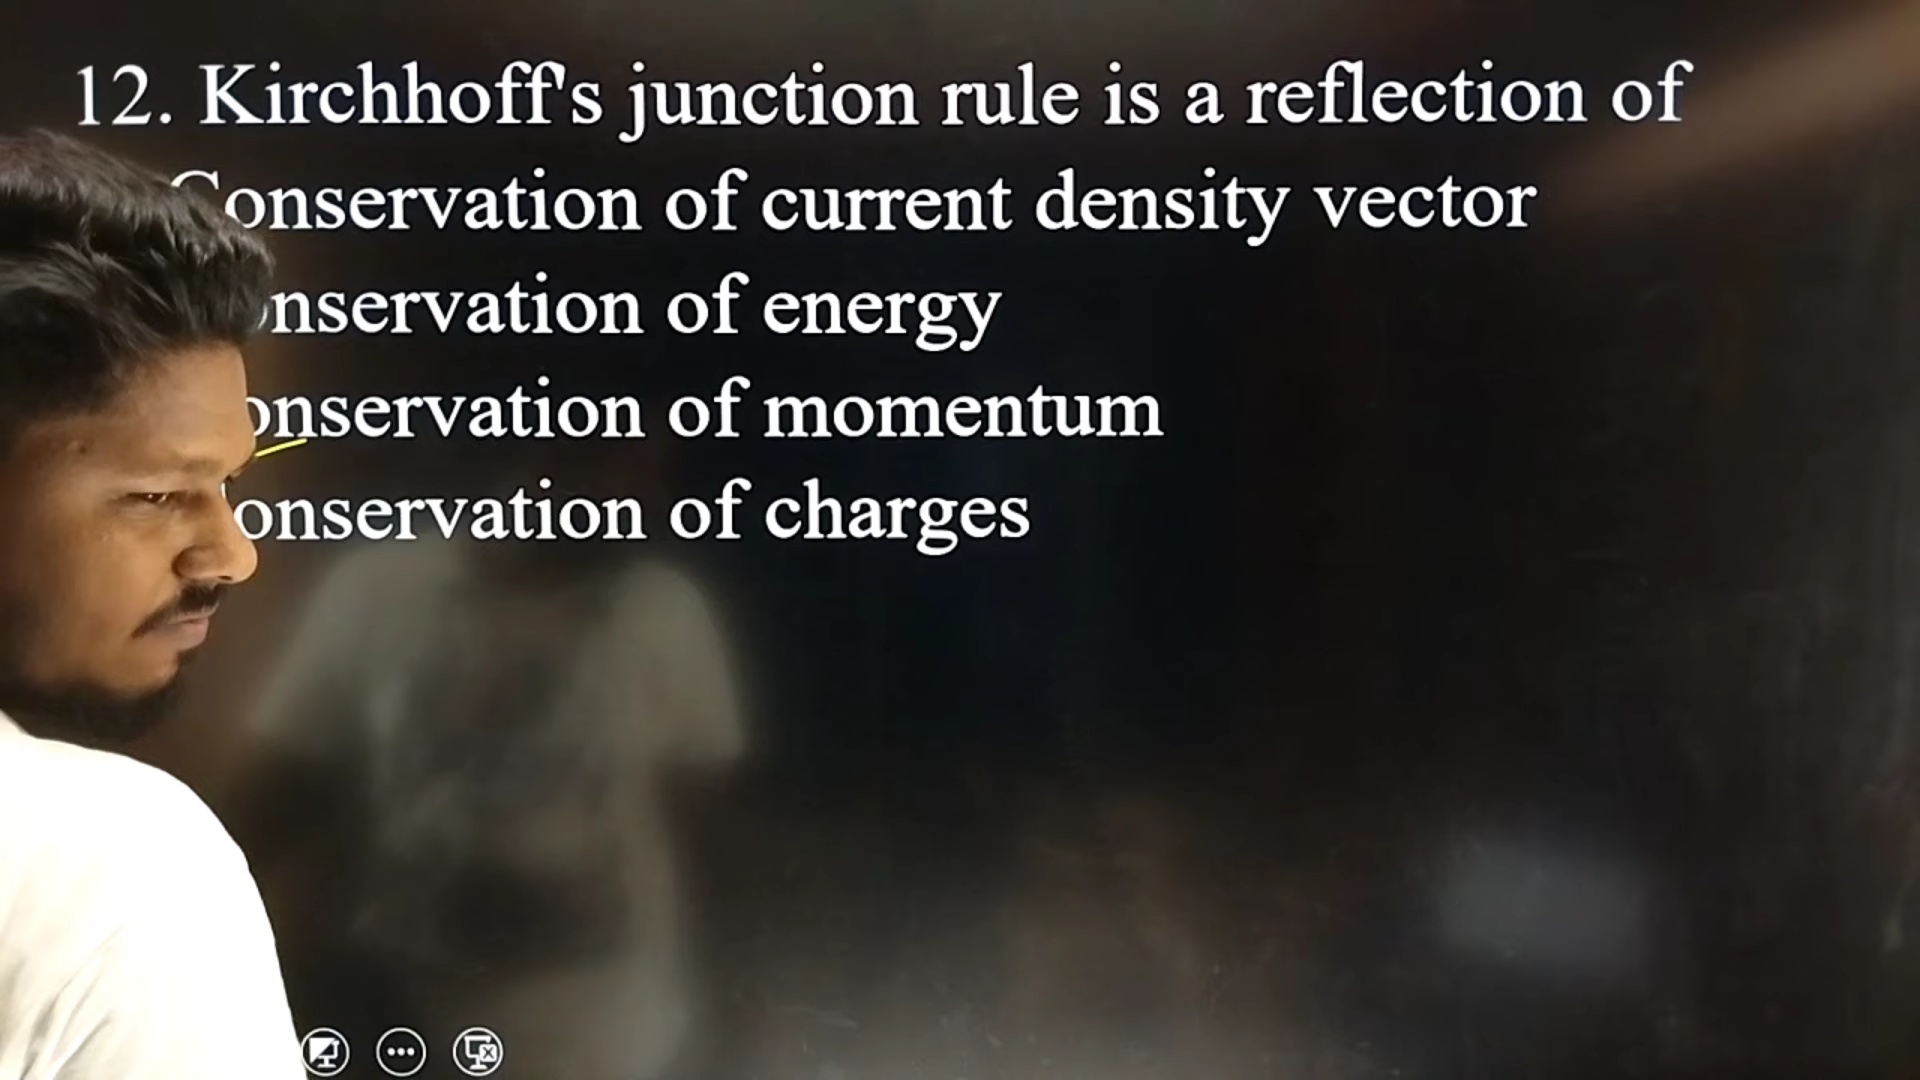 12. Kirchhoff's junction rule is a reflection of
Conservation of current density vector
onservation of energy
onservation of momentum
onservation of charges